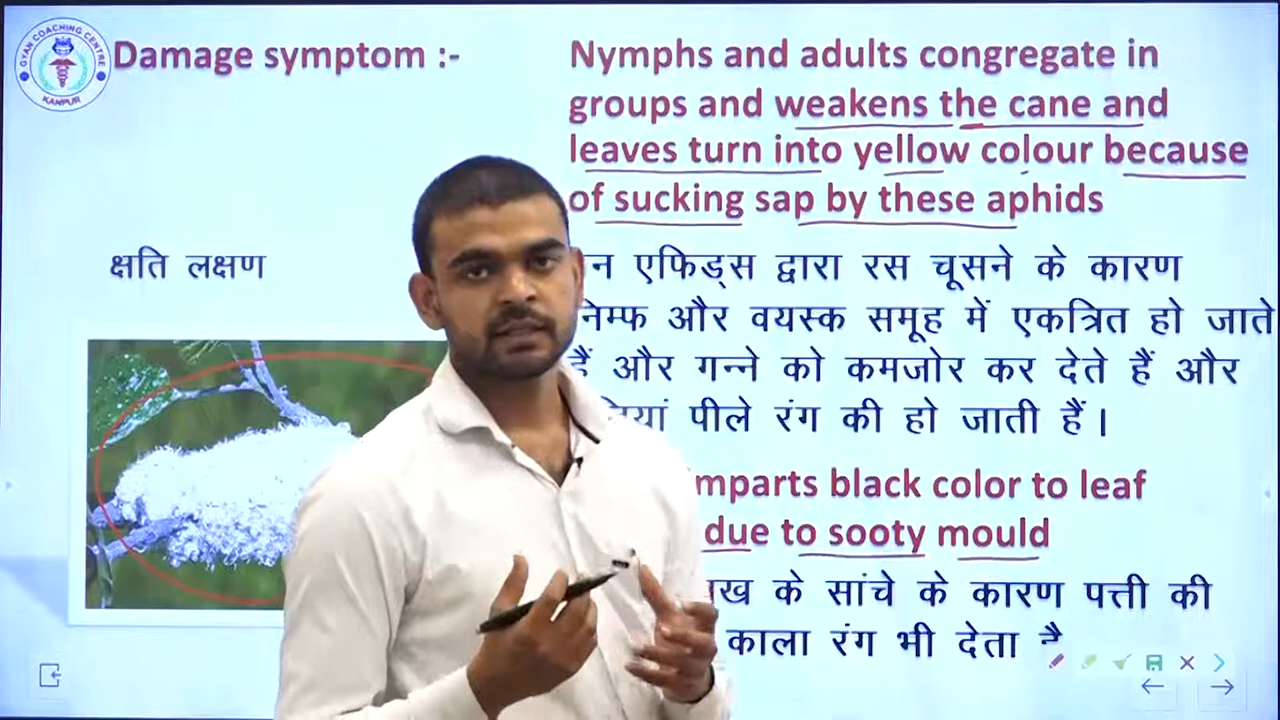 GYAN COACHING CENTRE
KANPUR
Damage symptom :-
Nymphs and adults congregate in
groups and weakens the cane and
leaves turn into yellow colour because
of sucking sap by these aphids
क्षति लक्षण
एफिड्स द्वारा रस चूसने के कारण
निम्फ और वयस्क समूह में एकत्रित हो जाते
हैं और गन्ने को कमजोर कर देते हैं और
पीले रंग की हो जाती हैं।
imparts black color to leaf
due to sooty mould
के सांचे के कारण पत्ती की
काला रंग भी देता